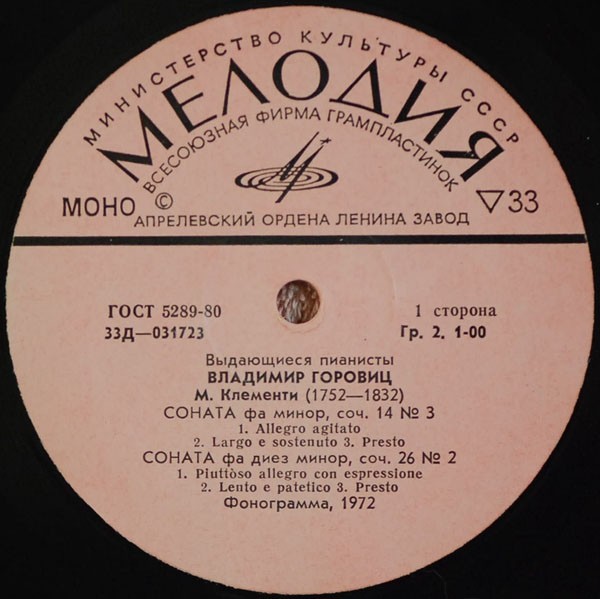 МИНИСТЕРСТВО КУЛЬТУРЫ СССР
МЕЛОДИЯ
ВСЕСОЮЗНАЯ ФИРМА ГРАМПЛАСТИНОК
МОНО © 33
АПРЕЛЕВСКИЙ ОРДЕНА ЛЕНИНА ЗАВОД
ГОСТ 5289-80 1 сторона
33Д—031723 Гр. 2. 1-00
Выдающиеся пианисты
ВЛАДИМИР ГОРОВИЦ
М. Клементи (1752—1832)
СОНАТА фа минор, соч. 14 № 3
1. Allegro agitato
2. Largo e sostenuto 3. Presto
СОНАТА фа диез минор, соч. 26 № 2
1. Piuttòso allegro con espressione
2. Lento e patetico 3. Presto
Фонограмма, 1972